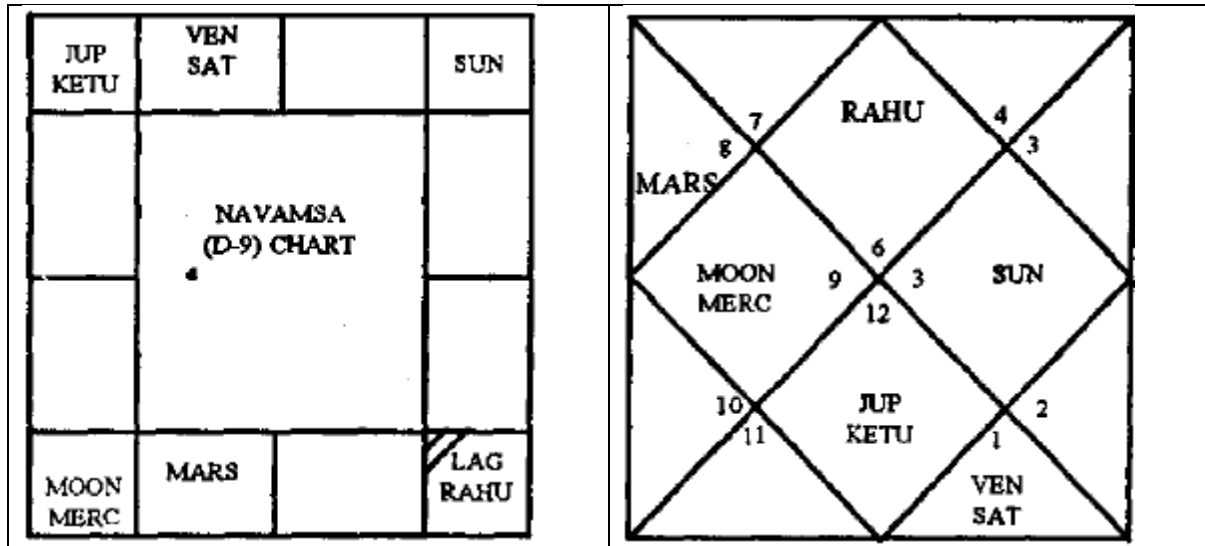 JUP
KETU
VEN
SAT
SUN
NAVAMSA
(D-9) CHART
MOON
MERC
MARS
LAG
RAHU
RAHU
7
4
8
3
MARS
6
MOON
MERC
9
3
SUN
12
10
11
JUP
KETU
2
1
VEN
SAT